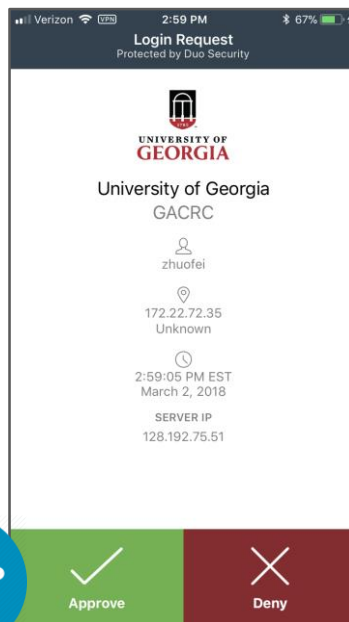 Verizon VPN 2:59 PM 67%
Login Request
Protected by Duo Security
1785
UNIVERSITY OF
GEORGIA
University of Georgia
GACRC
zhuofei
172.22.72.35
Unknown
2:59:05 PM EST
March 2, 2018
SERVER IP
128.192.75.51
Approve Deny